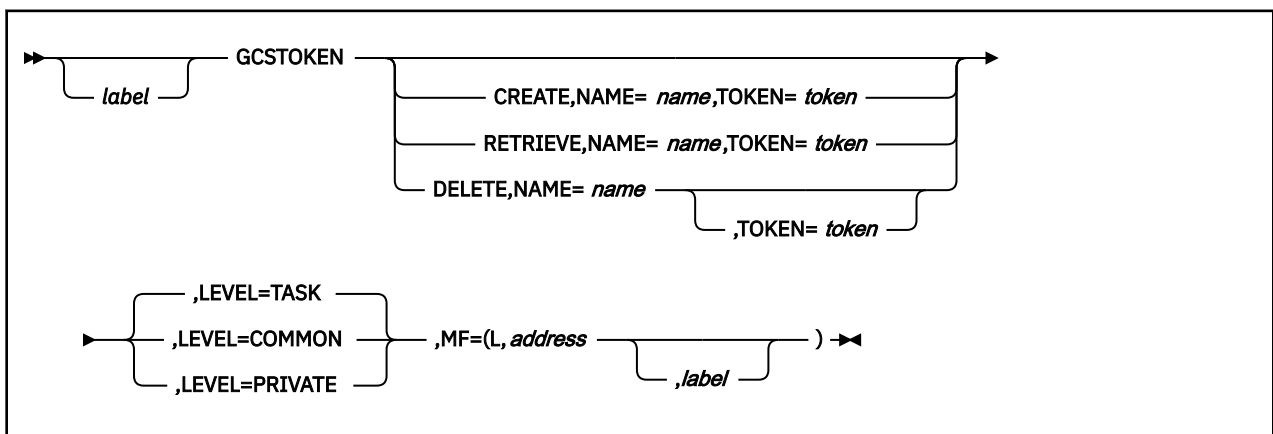 GCSTOKEN
label
CREATE,NAME= name,TOKEN= token
RETRIEVE,NAME= name,TOKEN= token
DELETE,NAME= name
,TOKEN= token
,LEVEL=TASK
,LEVEL=COMMON ,MF=(L, address )
,LEVEL=PRIVATE ,label